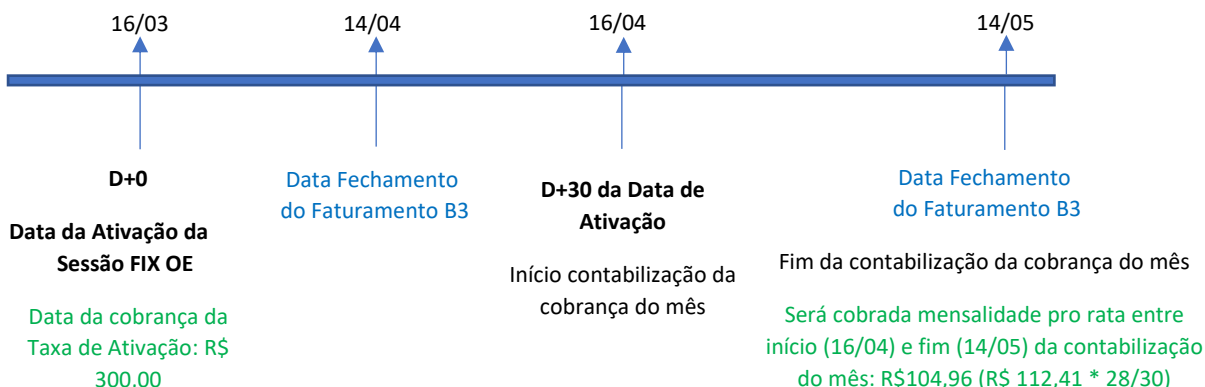 16/03
14/04
16/04
14/05
D+0
Data da Ativação da
Sessão FIX OE
Data da cobrança da
Taxa de Ativação: R$
300.00
Data Fechamento
do Faturamento B3
D+30 da Data de
Ativação
Início contabilização da
cobrança do mês
Data Fechamento
do Faturamento B3
Fim da contabilização da cobrança do mês
Será cobrada mensalidade pro rata entre
início (16/04) e fim (14/05) da contabilização
do mês: R$104,96 (R$ 112,41 * 28/30)